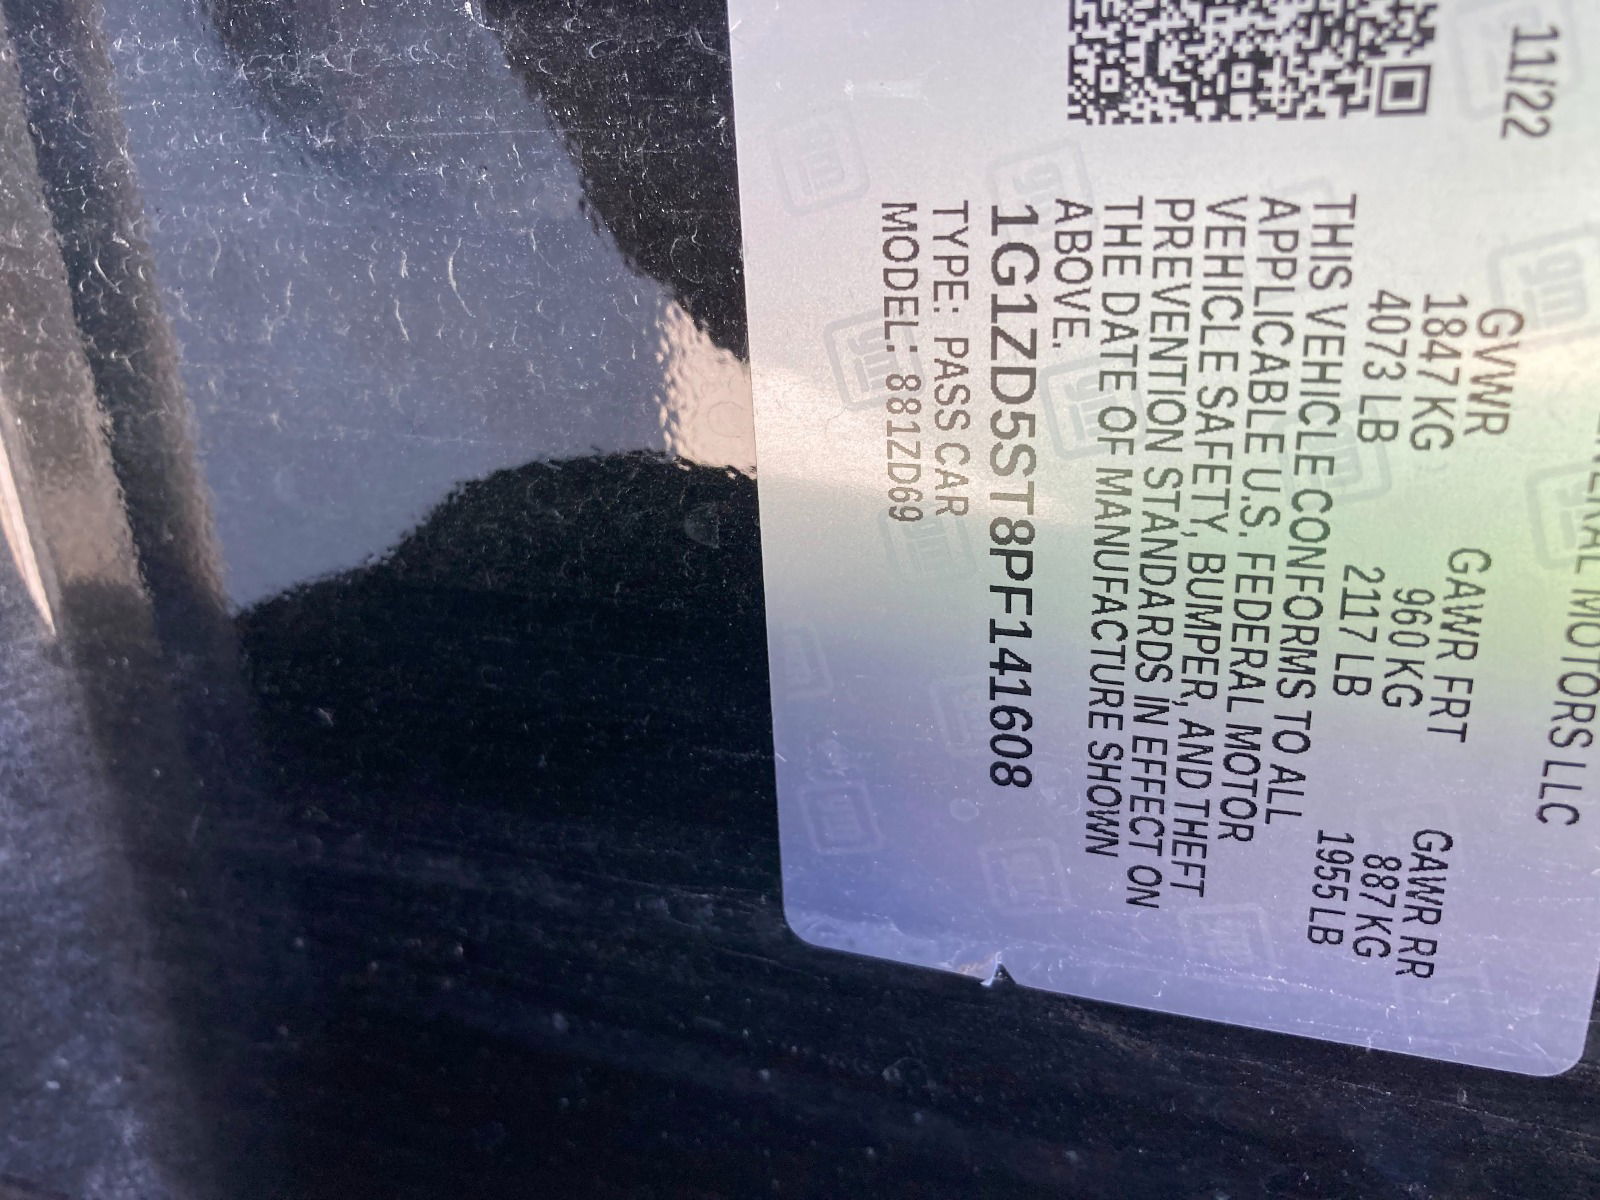 GENERAL MOTORS LLC
11/22
GVWR GAWR FRT GAWR RR
1847 KG 960 KG 887 KG
4073 LB 2117 LB 1955 LB
THIS VEHICLE CONFORMS TO ALL
APPLICABLE U.S. FEDERAL MOTOR
VEHICLE SAFETY, BUMPER, AND THEFT
PREVENTION STANDARDS IN EFFECT ON
THE DATE OF MANUFACTURE SHOWN
ABOVE.
1G1ZD5ST8PF141608
TYPE: PASS CAR
MODEL: 881ZD69